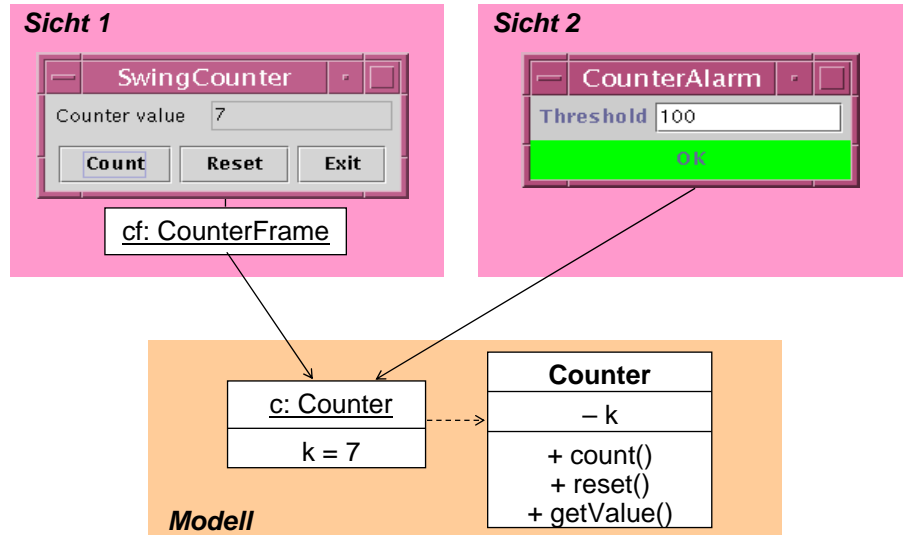 Sicht 1
SwingCounter
Counter value 7
Count Reset Exit
cf: CounterFrame
Sicht 2
CounterAlarm
Threshold 100
OK
c: Counter
k = 7
Counter
– k
+ count()
+ reset()
+ getValue()
Modell